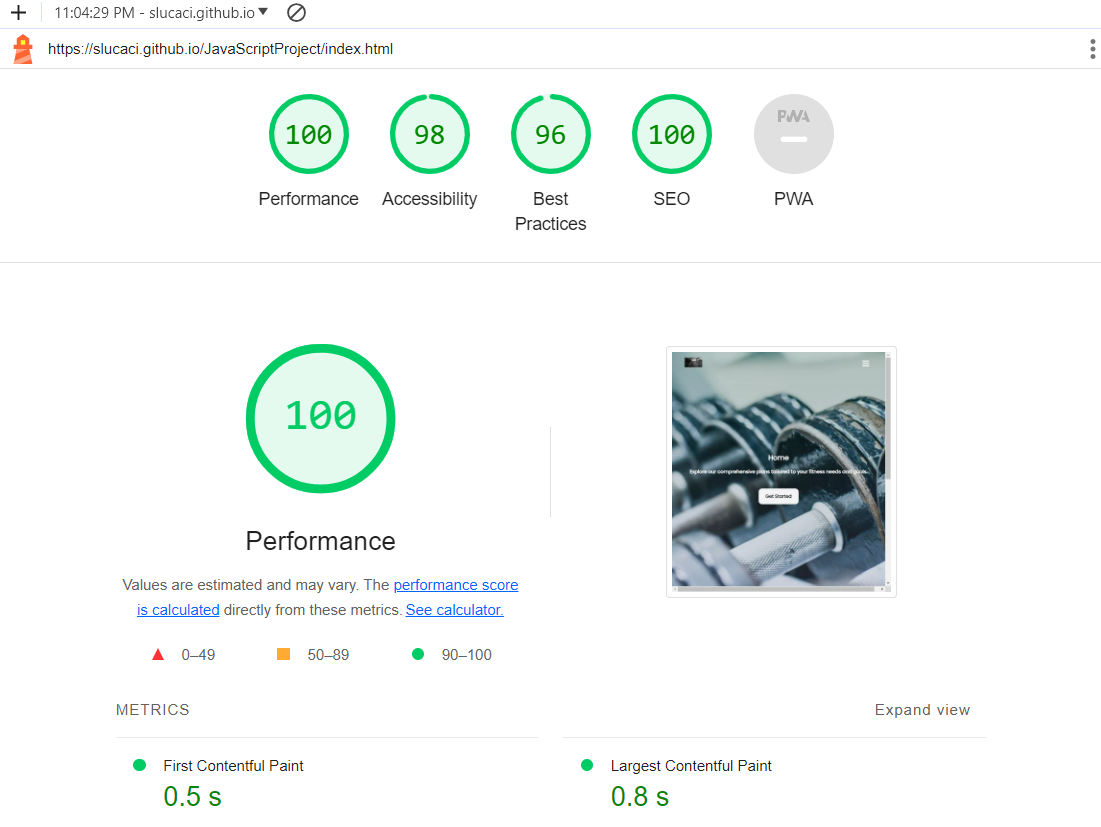 11:04:29 PM - slucaci.github.io
https://slucaci.github.io/JavaScriptProject/index.html
100
98
96
100
PWA
Performance
Accessibility
Best
Practices
SEO
PWA
100
Performance
Values are estimated and may vary. The performance score
is calculated directly from these metrics. See calculator.
0–49
50–89
90–100
Home
Explore our comprehensive plans tailored to your fitness needs and goals.
Get Started
METRICS
Expand view
First Contentful Paint
0.5 s
Largest Contentful Paint
0.8 s